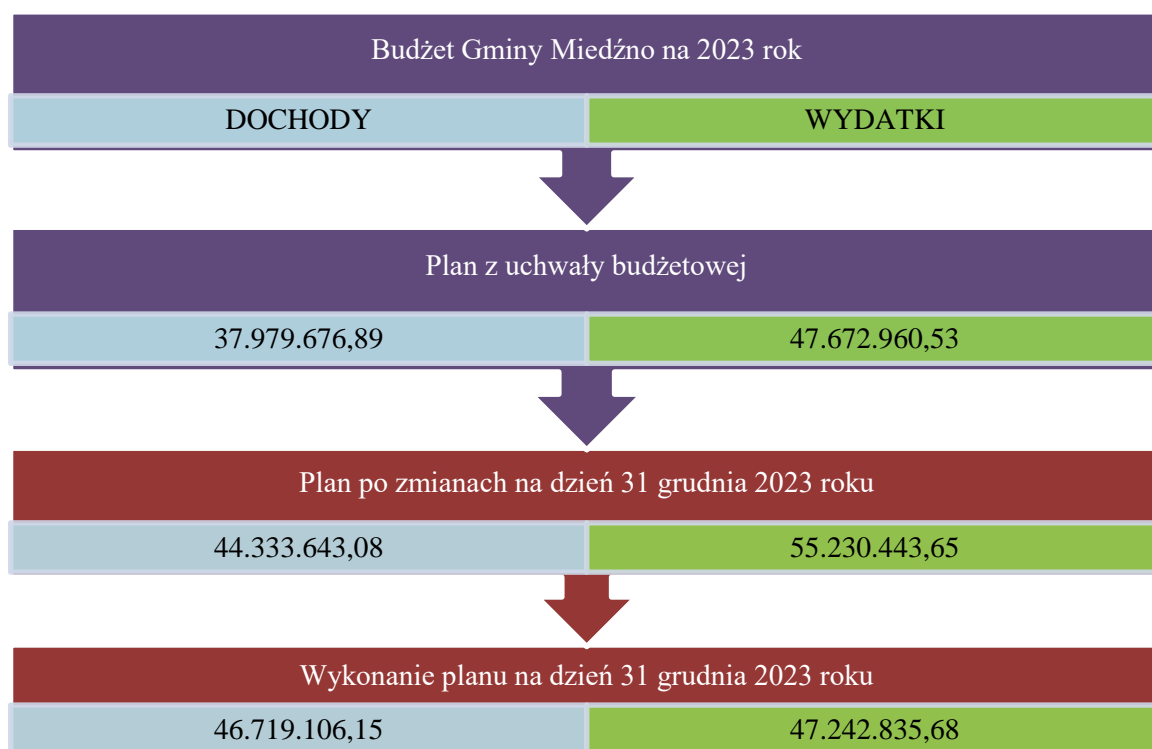 Budżet Gminy Miedźno na 2023 rok
DOCHODY WYDATKI
Plan z uchwały budżetowej
37.979.676,89 47.672.960,53
Plan po zmianach na dzień 31 grudnia 2023 roku
44.333.643,08 55.230.443,65
Wykonanie planu na dzień 31 grudnia 2023 roku
46.719.106,15 47.242.835,68